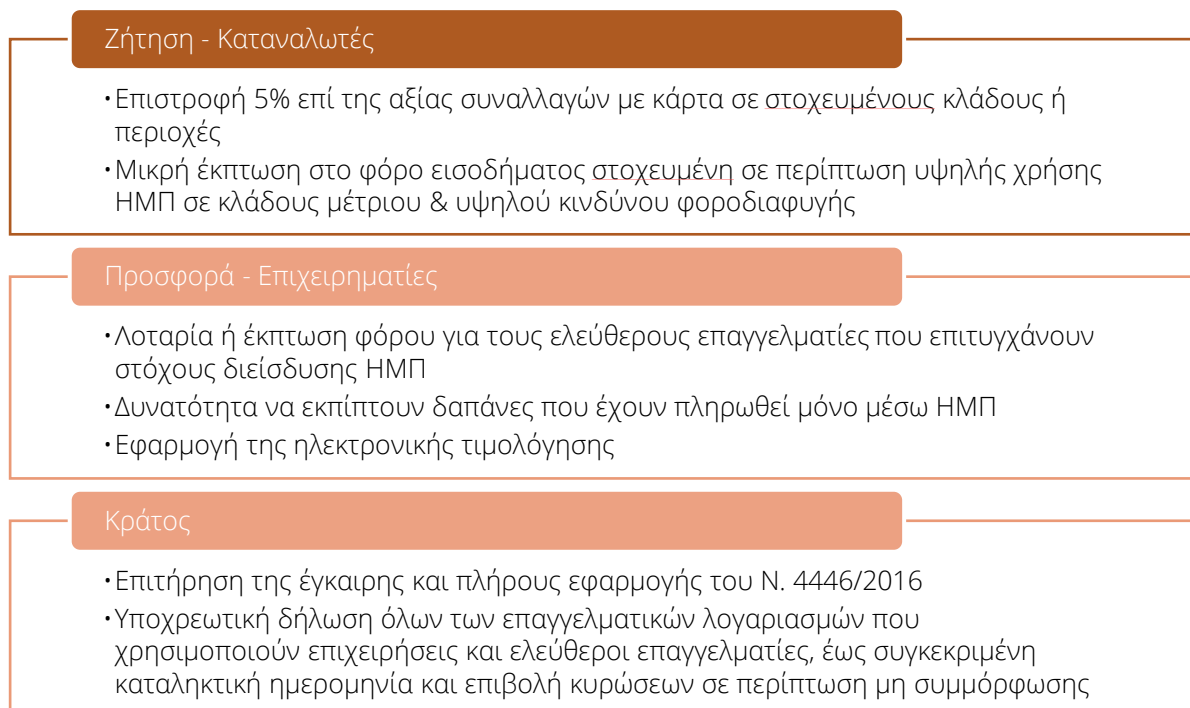 Ζήτηση - Καταναλωτές
•Επιστροφή 5% επί της αξίας συναλλαγών με κάρτα σε στοχευμένους κλάδους ή
περιοχές
•Μικρή έκπτωση στο φόρο εισοδήματος στοχευμένη σε περίπτωση υψηλής χρήσης
ΗΜΠ σε κλάδους μέτριου & υψηλού κινδύνου φοροδιαφυγής
Προσφορά - Επιχειρηματίες
•Λοταρία ή έκπτωση φόρου για τους ελεύθερους επαγγελματίες που επιτυγχάνουν
στόχους διείσδυσης ΗΜΠ
•Δυνατότητα να εκπίπτουν δαπάνες που έχουν πληρωθεί μόνο μέσω ΗΜΠ
•Εφαρμογή της ηλεκτρονικής τιμολόγησης
Κράτος
•Επιτήρηση της έγκαιρης και πλήρους εφαρμογής του Ν. 4446/2016
•Υποχρεωτική δήλωση όλων των επαγγελματικών λογαριασμών που
χρησιμοποιούν επιχειρήσεις και ελεύθεροι επαγγελματίες, έως συγκεκριμένη
καταληκτική ημερομηνία και επιβολή κυρώσεων σε περίπτωση μη συμμόρφωσης